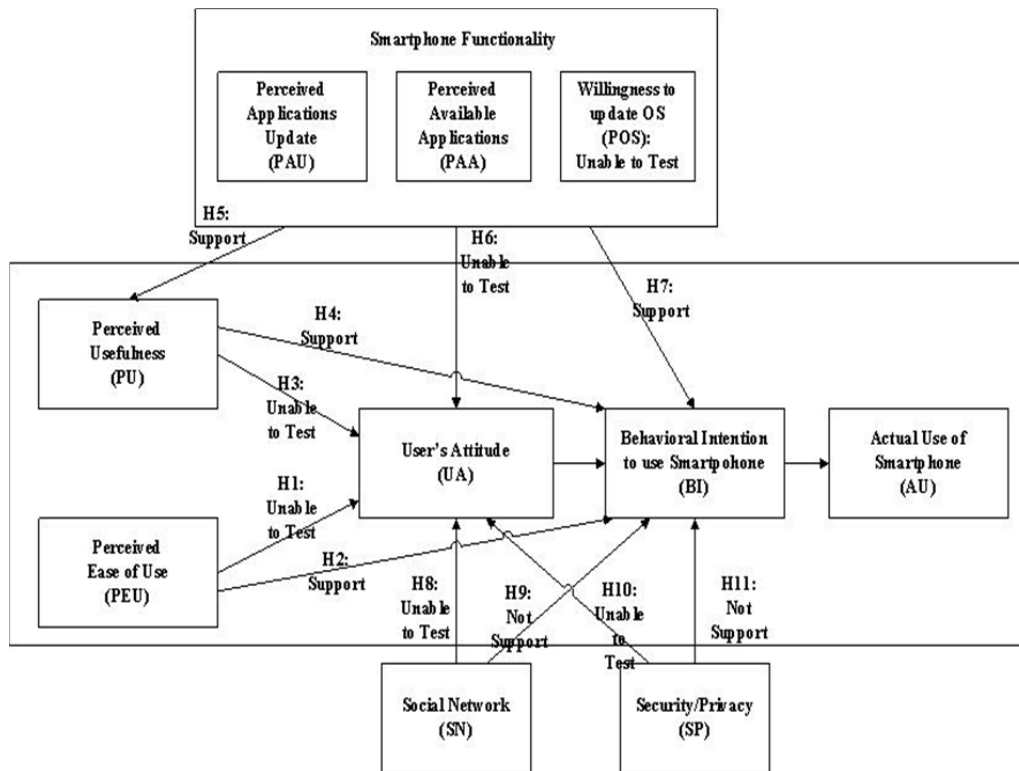 Smartphone Functionality
Perceived
Applications
Update
(PAU)
Perceived
Available
Applications
(PAA)
Willingness to
update OS
(POS):
Unable to Test
H5:
Support
H6:
Unable
to Test
H7:
Support
Perceived
Usefulness
(PU)
H4:
Support
H3:
Unable
to Test
User's Attitude
(UA)
Behavioral Intention
to use Smartpohone
(BI)
Actual Use of
Smartphone
(AU)
H1:
Unable
to Test
Perceived
Ease of Use
(PEU)
H2:
Support
H8:
Unable
to Test
H9:
Not
Support
H10:
Unable
to
Test
H11:
Not
Support
Social Network
(SN)
Security/Privacy
(SP)